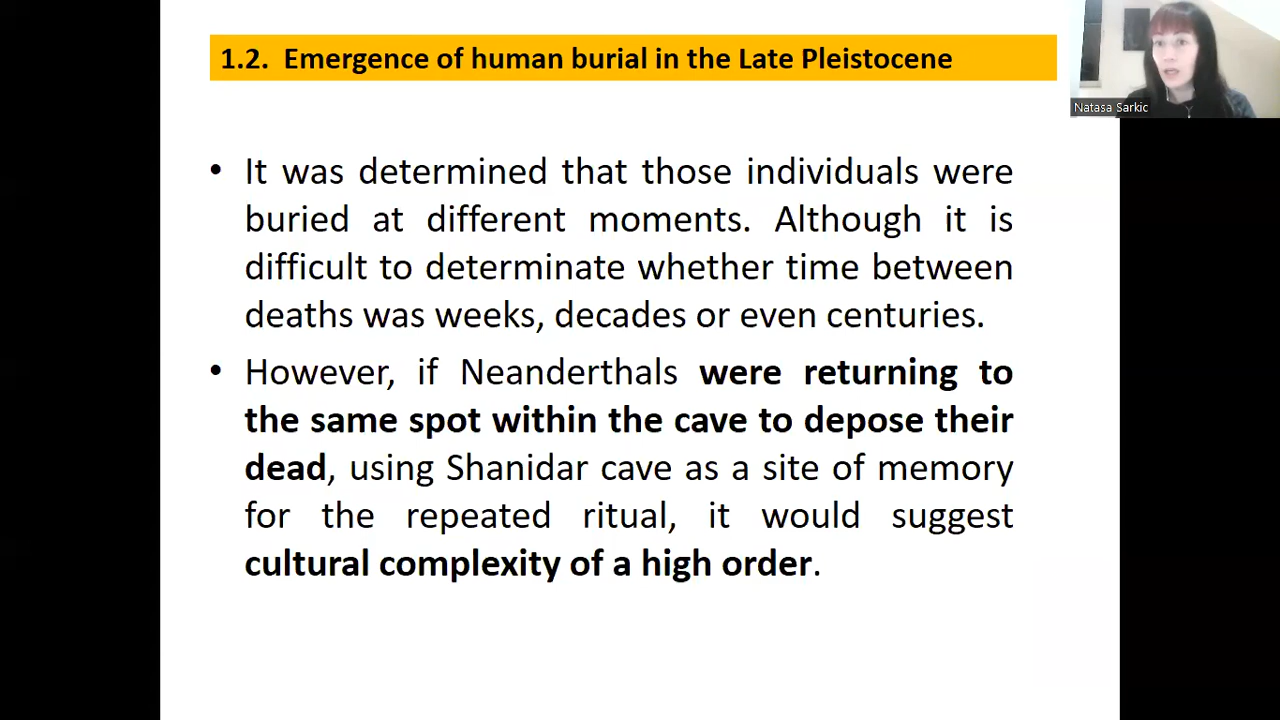 1.2. Emergence of human burial in the Late Pleistocene
Natasa Sarkic
• It was determined that those individuals were
buried at different moments. Although it is
difficult to determinate whether time between
deaths was weeks, decades or even centuries.
• However, if Neanderthals were returning to
the same spot within the cave to depose their
dead, using Shanidar cave as a site of memory
for the repeated ritual, it would suggest
cultural complexity of a high order.